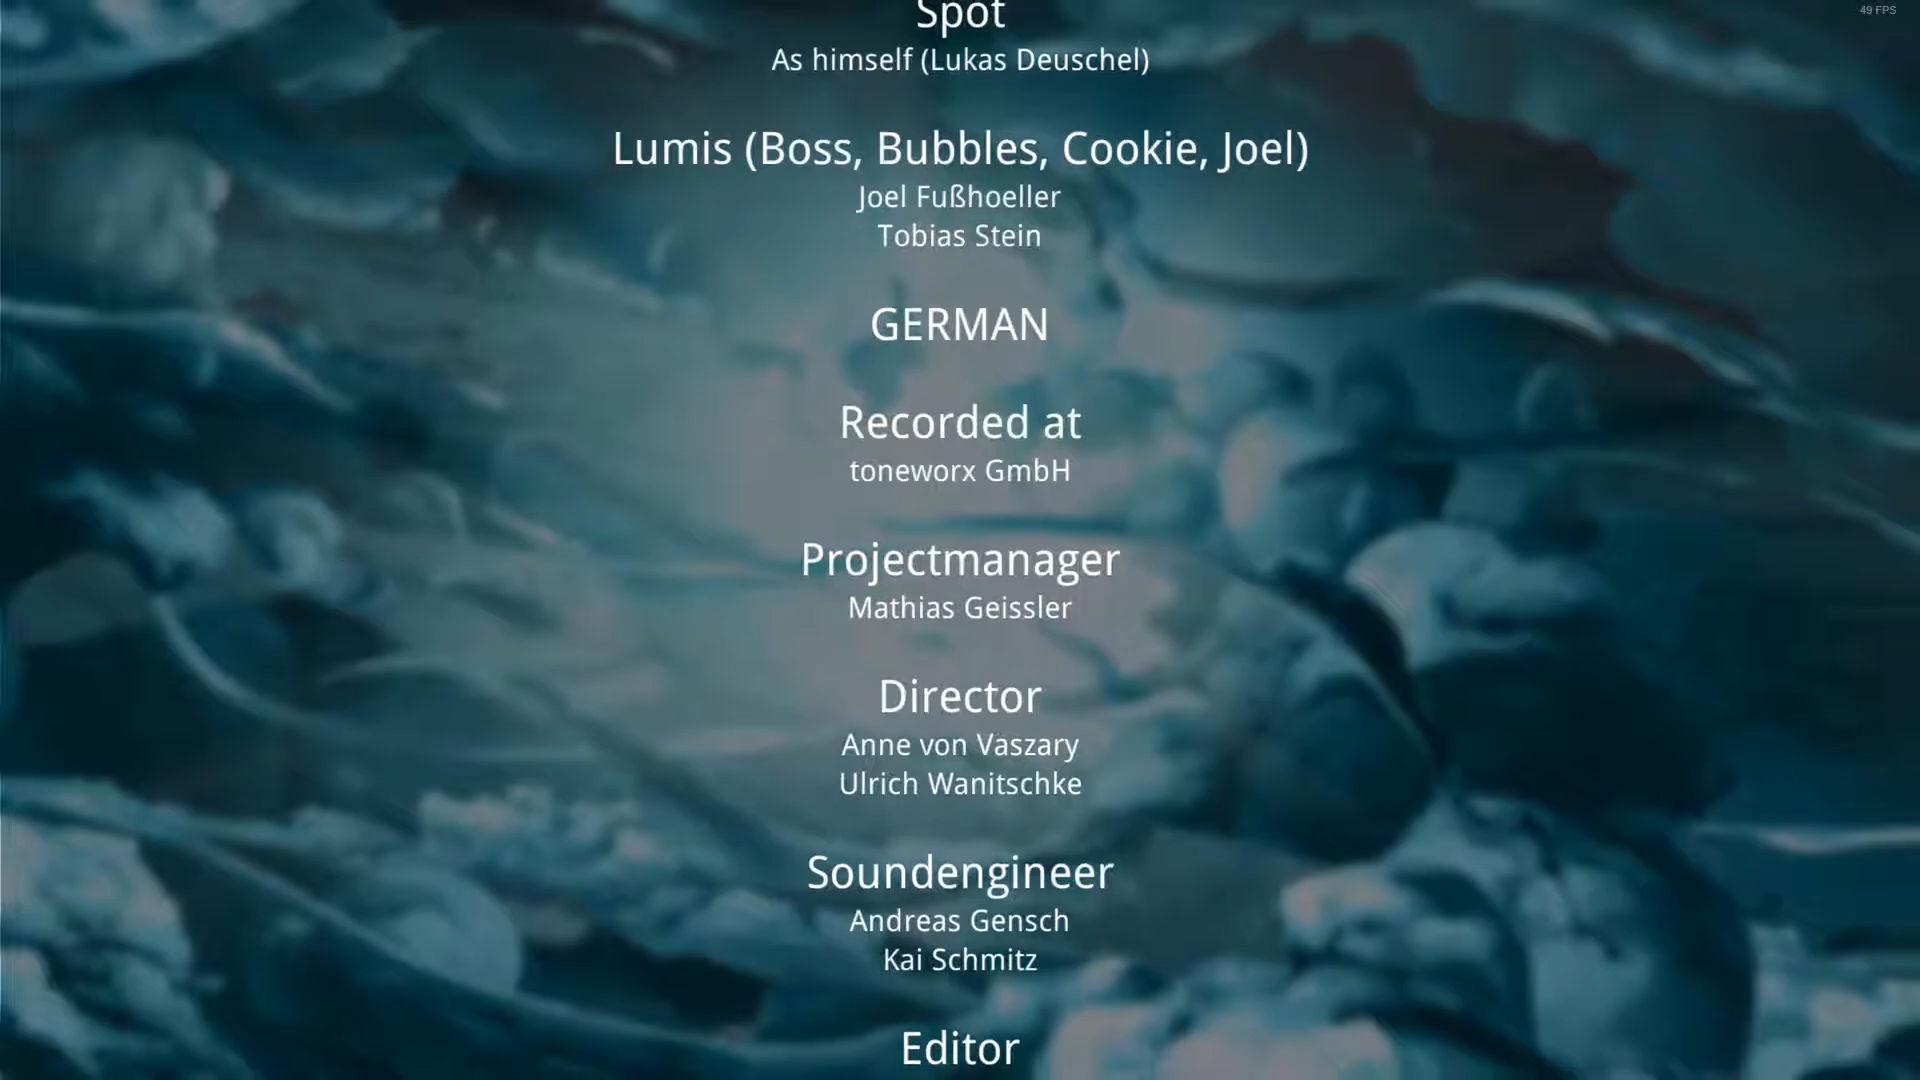 49 FPS
Spot
As himself (Lukas Deuschel)
Lumis (Boss, Bubbles, Cookie, Joel)
Joel Fußhoeller
Tobias Stein
GERMAN
Recorded at
toneworx GmbH
Projectmanager
Mathias Geissler
Director
Anne von Vaszary
Ulrich Wanitschke
Soundengineer
Andreas Gensch
Kai Schmitz
Editor